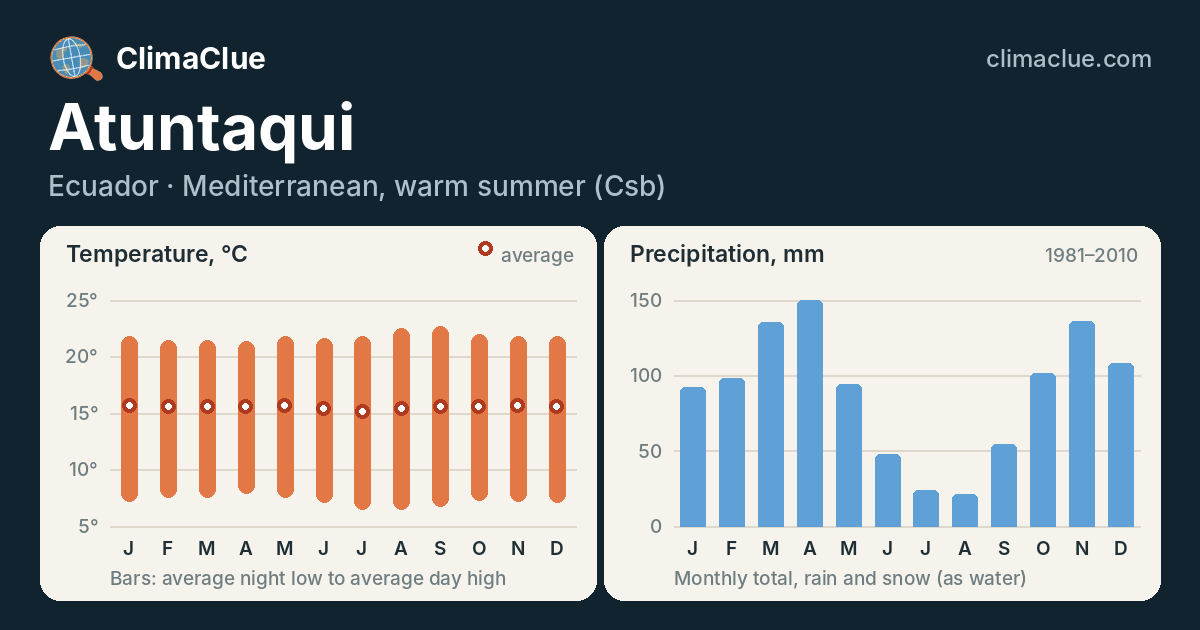 ClimaClue
climaclue.com
Atuntaqui
Ecuador · Mediterranean, warm summer (Csb)
Temperature, °C
average
25°
20°
15°
10°
5°
J F M A M J J A S O N D
Bars: average night low to average day high
Precipitation, mm
1981–2010
150
100
50
0
J F M A M J J A S O N D
Monthly total, rain and snow (as water)